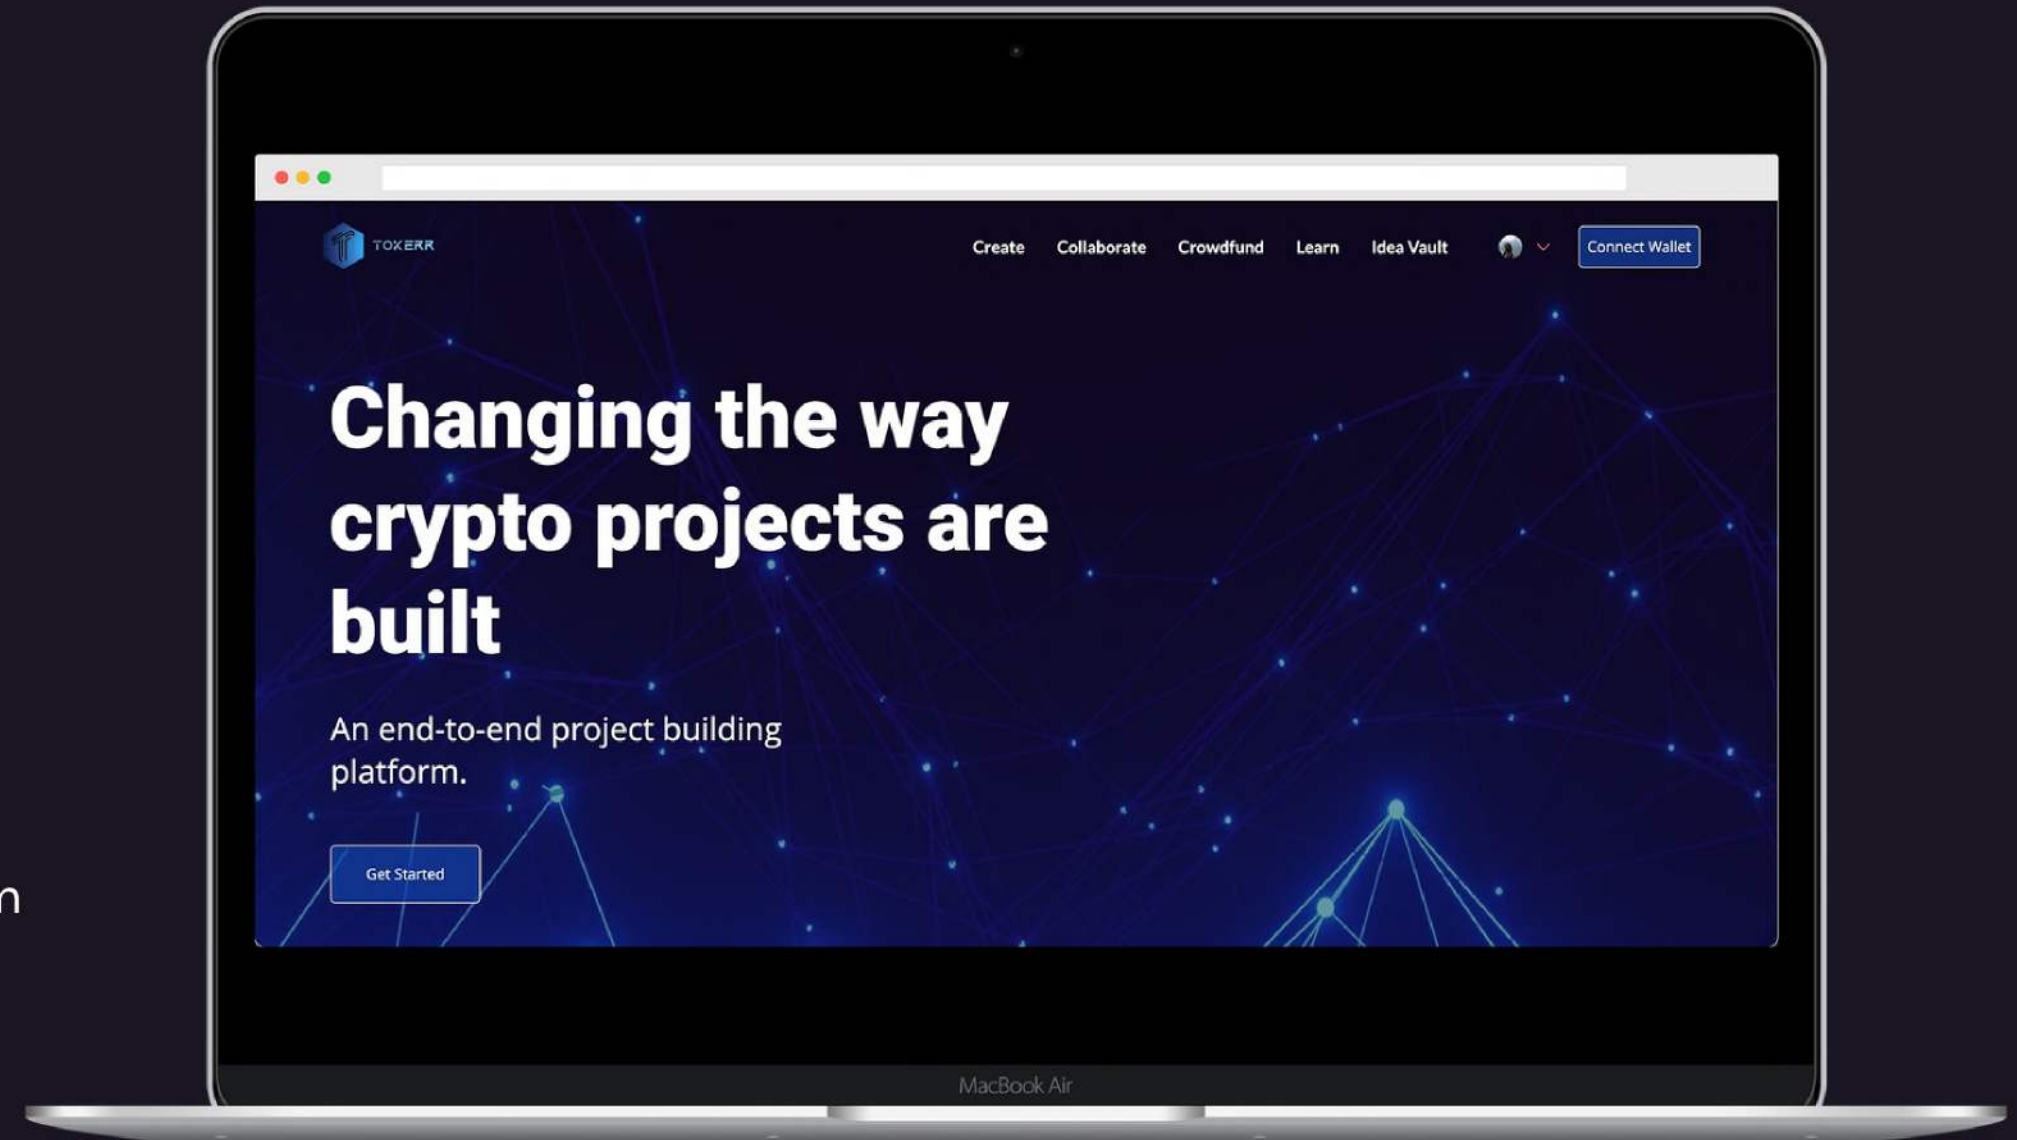 TOKERR
Create Collaborate Crowdfund Learn Idea Vault Connect Wallet
Changing the way
crypto projects are
built
An end-to-end project building
platform.
Get Started
n
MacBook Air